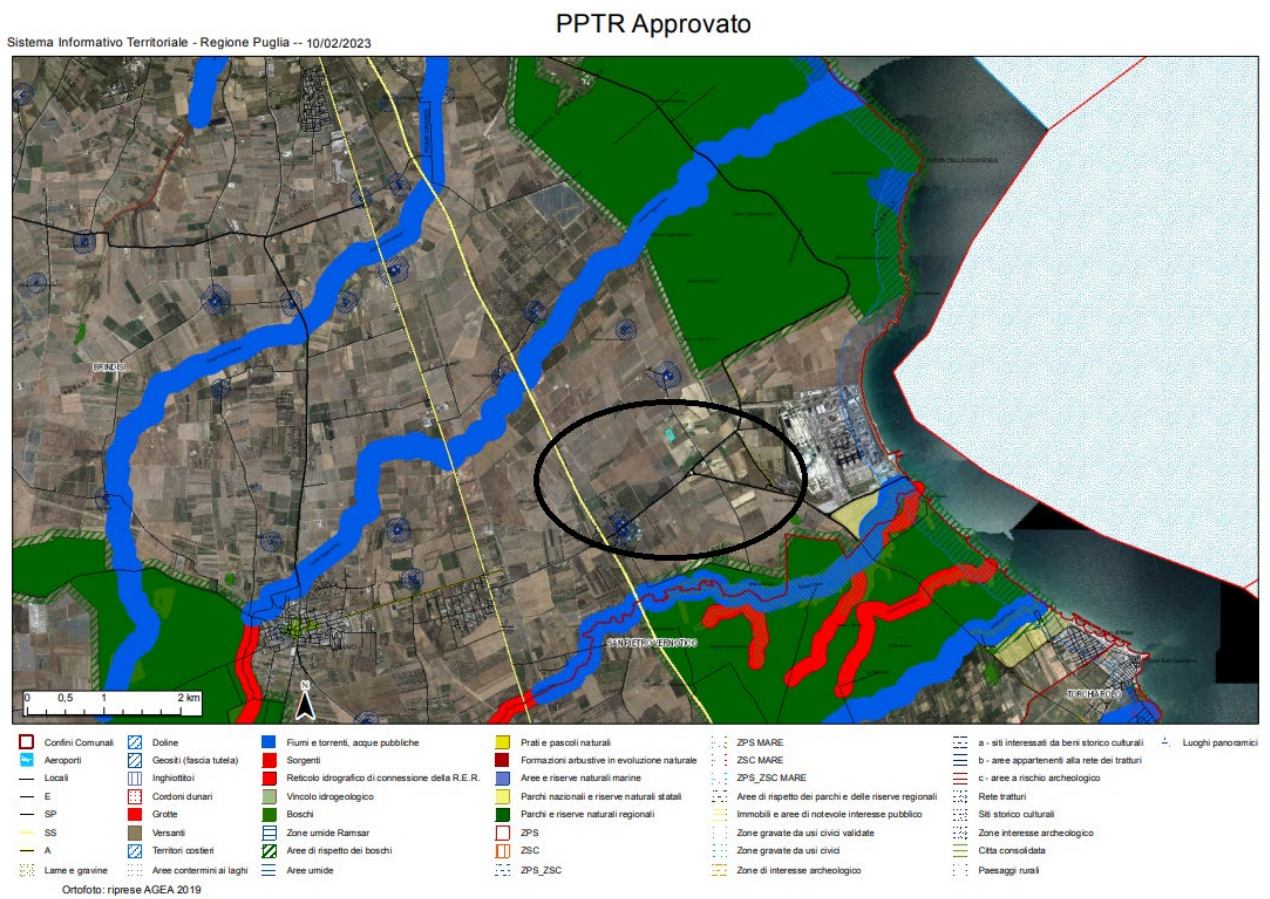 PPTR Approvato
Sistema Informativo Territoriale - Regione Puglia -- 10/02/2023
PUNTA DELLA CONTESSA
BRINDISI
SAN PIETRO VERNOTICO
TORCHIAROLO
0 0,5 1 2 km
N
Confini Comunali
Aeroporti
Locali
E
SP
SS
A
Lame e gravine
Doline
Geositi (fascia tutela)
Inghiottitoi
Cordoni dunari
Grotte
Versanti
Territori costieri
Aree contermini ai laghi
Fiumi e torrenti, acque pubbliche
Sorgenti
Reticolo idrografico di connessione della R.E.R.
Vincolo idrogeologico
Boschi
Zone umide Ramsar
Aree di rispetto dei boschi
Aree umide
Prati e pascoli naturali
Formazioni arbustive in evoluzione naturale
Aree e riserve naturali marine
Parchi nazionali e riserve naturali statali
Parchi e riserve naturali regionali
ZPS
ZSC
ZPS_ZSC
ZPS MARE
ZSC MARE
ZPS_ZSC MARE
Aree di rispetto dei parchi e delle riserve regionali
Immobili e aree di notevole interesse pubblico
Zone gravate da usi civici validate
Zone gravate da usi civici
Zone di interesse archeologico
a - siti interessati da beni storico culturali
b - aree appartenenti alla rete dei tratturi
c - aree a rischio archeologico
Rete tratturi
Siti storico culturali
Zone interesse archeologico
Citta consolidata
Paesaggi rurali
Luoghi panoramici
Ortofoto: riprese AGEA 2019